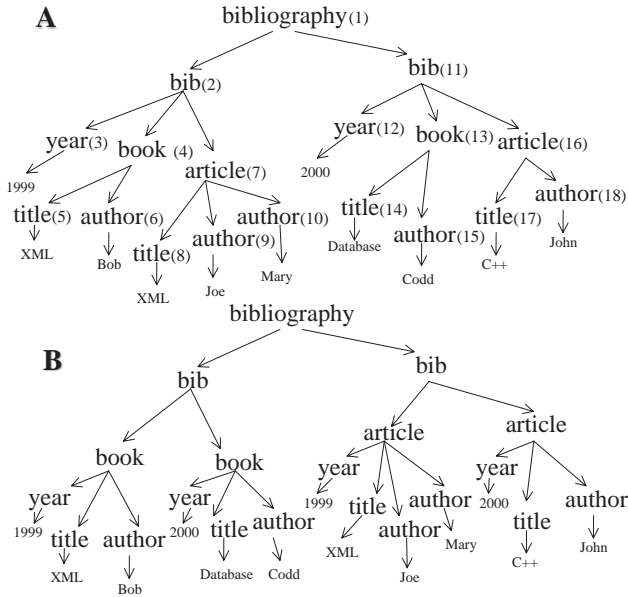 A
bibliography(1)
bib(2)
bib(11)
year(3)
book (4)
article(7)
year(12)
book(13)
article(16)
1999
2000
title(5)
author(6)
title(8)
author(9)
author(10)
title(14)
author(15)
title(17)
author(18)
XML
Bob
XML
Joe
Mary
Database
Codd
C++
John
B
bibliography
bib
bib
book
book
article
article
year
title
author
year
title
author
year
title
author
author
year
title
author
1999
XML
Bob
2000
Database
Codd
1999
XML
Joe
Mary
2000
C++
John